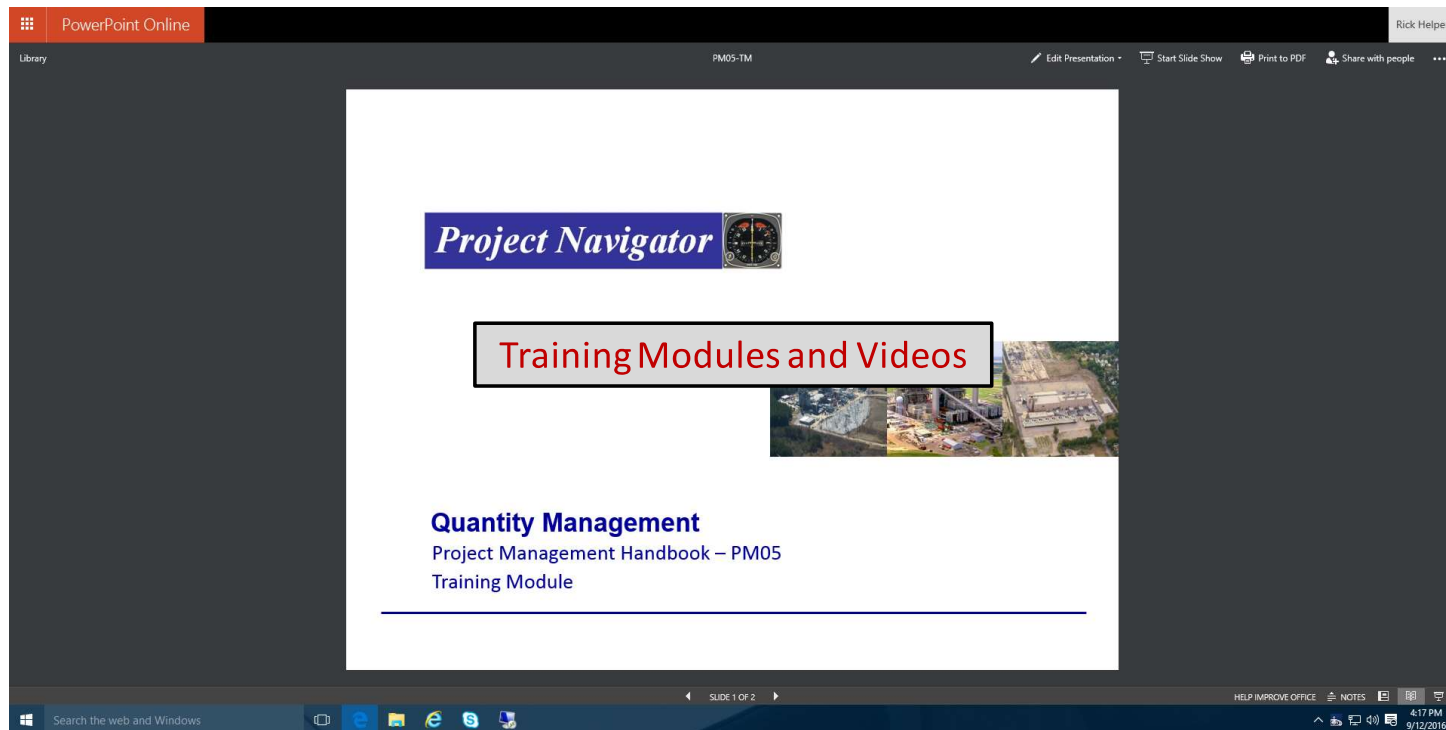 PowerPoint Online
Rick Helpe
Library
PM05-TM
Edit Presentation
Start Slide Show
Print to PDF
Share with people
Project Navigator
Training Modules and Videos
Quantity Management
Project Management Handbook – PM05
Training Module
SLIDE 1 OF 2
HELP IMPROVE OFFICE
NOTES
Search the web and Windows
4:17 PM
9/12/2016